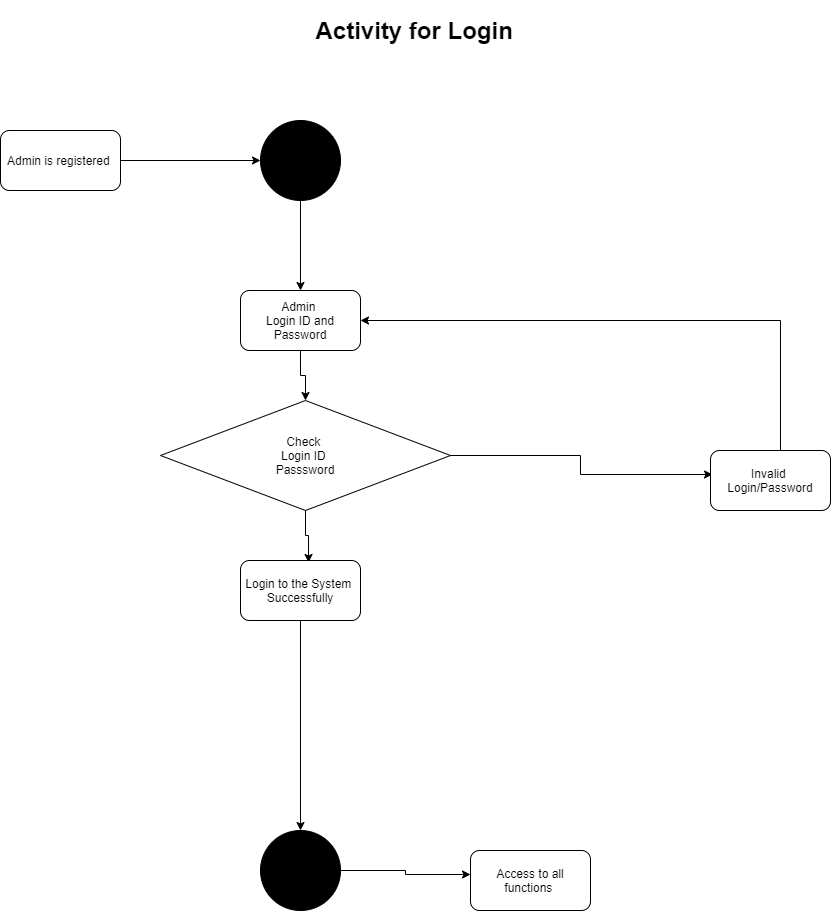 Activity for Login
Admin is registered
Admin
Login ID and
Password
Check
Login ID
Passsword
Invalid
Login/Password
Login to the System
Successfully
Access to all
functions